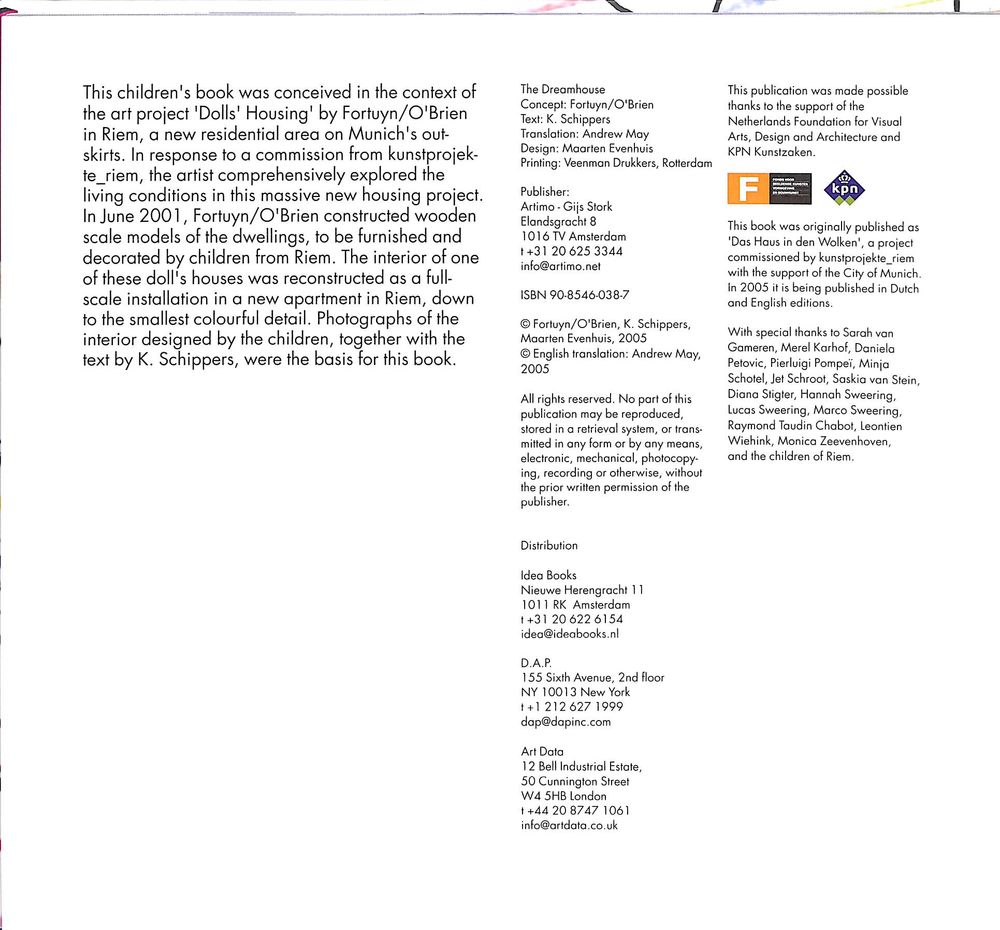 This children's book was conceived in the context of
the art project 'Dolls' Housing' by Fortuyn/O'Brien
in Riem, a new residential area on Munich's out-
skirts. In response to a commission from kunstprojek-
te_riem, the artist comprehensively explored the
living conditions in this massive new housing project.
In June 2001, Fortuyn/O'Brien constructed wooden
scale models of the dwellings, to be furnished and
decorated by children from Riem. The interior of one
of these doll's houses was reconstructed as a full-
scale installation in a new apartment in Riem, down
to the smallest colourful detail. Photographs of the
interior designed by the children, together with the
text by K. Schippers, were the basis for this book.
The Dreamhouse
Concept: Fortuyn/O'Brien
Text: K. Schippers
Translation: Andrew May
Design: Maarten Evenhuis
Printing: Veenman Drukkers, Rotterdam
Publisher:
Artimo - Gijs Stork
Elandsgracht 8
1016 TV Amsterdam
t +31 20 625 3344
info@artimo.net
ISBN 90-8546-038-7
© Fortuyn/O'Brien, K. Schippers,
Maarten Evenhuis, 2005
© English translation: Andrew May,
2005
All rights reserved. No part of this
publication may be reproduced,
stored in a retrieval system, or trans-
mitted in any form or by any means,
electronic, mechanical, photocopy-
ing, recording or otherwise, without
the prior written permission of the
publisher.
Distribution
Idea Books
Nieuwe Herengracht 11
1011 RK Amsterdam
t +31 20 622 6154
idea@ideabooks.nl
D.A.P.
155 Sixth Avenue, 2nd floor
NY 10013 New York
t +1 212 627 1999
dap@dapinc.com
Art Data
12 Bell Industrial Estate,
50 Cunnington Street
W4 5HB London
t +44 20 8747 1061
info@artdata.co.uk
This publication was made possible
thanks to the support of the
Netherlands Foundation for Visual
Arts, Design and Architecture and
KPN Kunstzaken.
F
kpn
This book was originally published as
'Das Haus in den Wolken', a project
commissioned by kunstprojekte_riem
with the support of the City of Munich.
In 2005 it is being published in Dutch
and English editions.
With special thanks to Sarah van
Gameren, Merel Karhof, Daniela
Petovic, Pierluigi Pompeï, Minja
Schotel, Jet Schroot, Saskia van Stein,
Diana Stigter, Hannah Sweering,
Lucas Sweering, Marco Sweering,
Raymond Taudin Chabot, Leontien
Wiehink, Monica Zeevenhoven,
and the children of Riem.